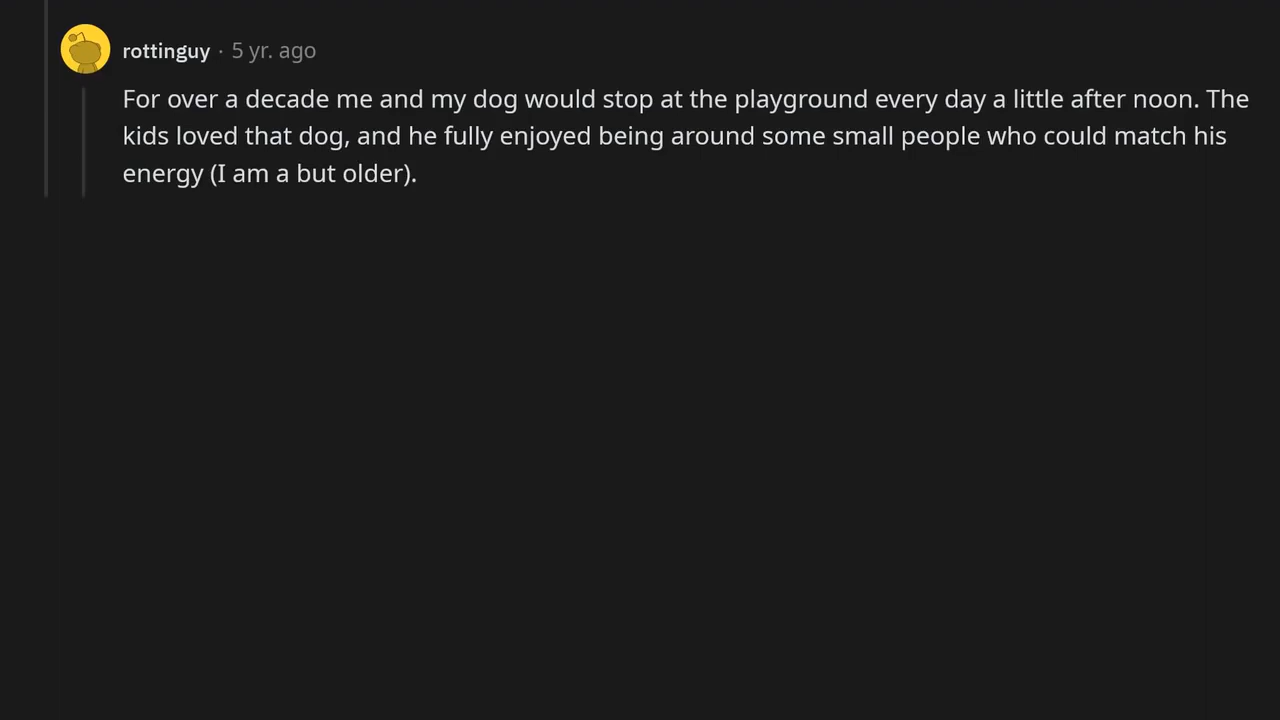 rottinguy · 5 yr. ago
For over a decade me and my dog would stop at the playground every day a little after noon. The
kids loved that dog, and he fully enjoyed being around some small people who could match his
energy (I am a but older).